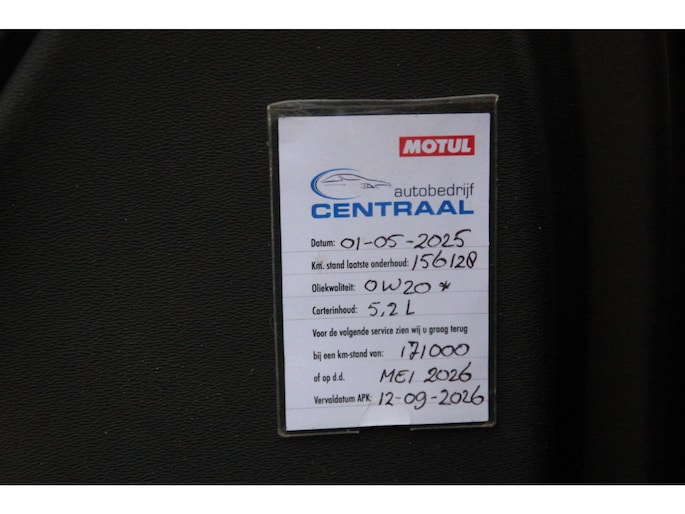 MOTUL
autobedrijf
CENTRAAL
Datum: 01-05-2025
Km. stand laatste onderhoud: 156128
Oliekwaliteit: 0W20 *
Carterinhoud: 5,2 L
Voor de volgende service zien wij u graag terug
bij een km-stand van: 171000
of op d.d. MEI 2026
Vervaldatum APK: 12-09-2026